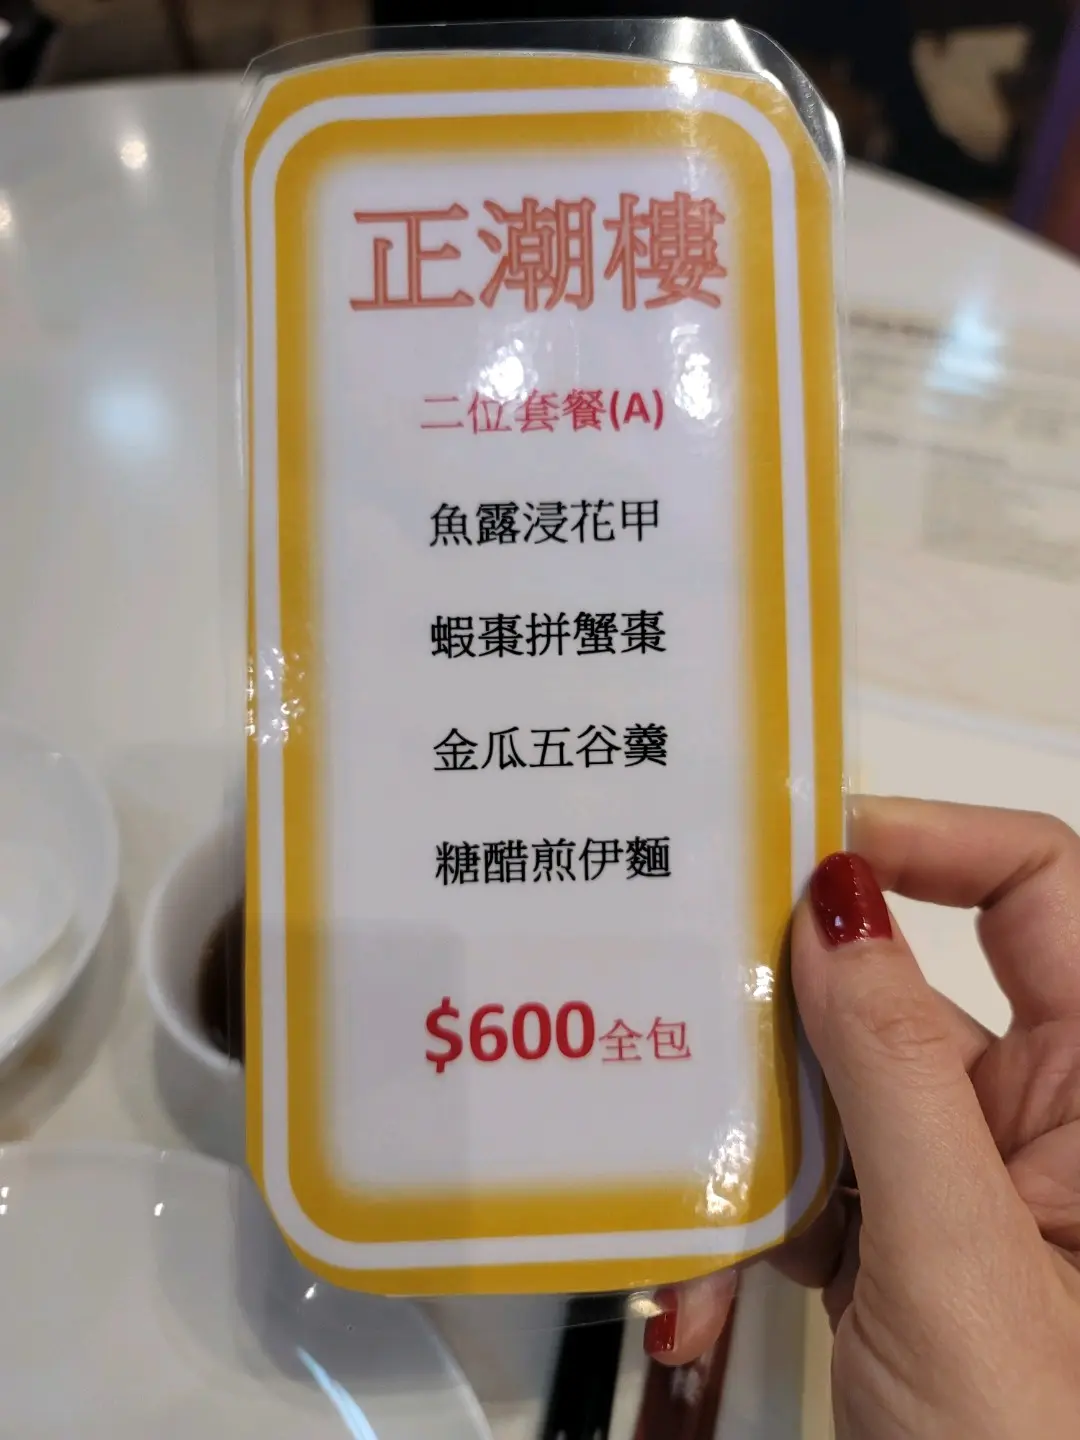 正潮樓
二位套餐(A)
魚露浸花甲
蝦棗拼蟹棗
金瓜五谷羹
糖醋煎伊麵
$600全包